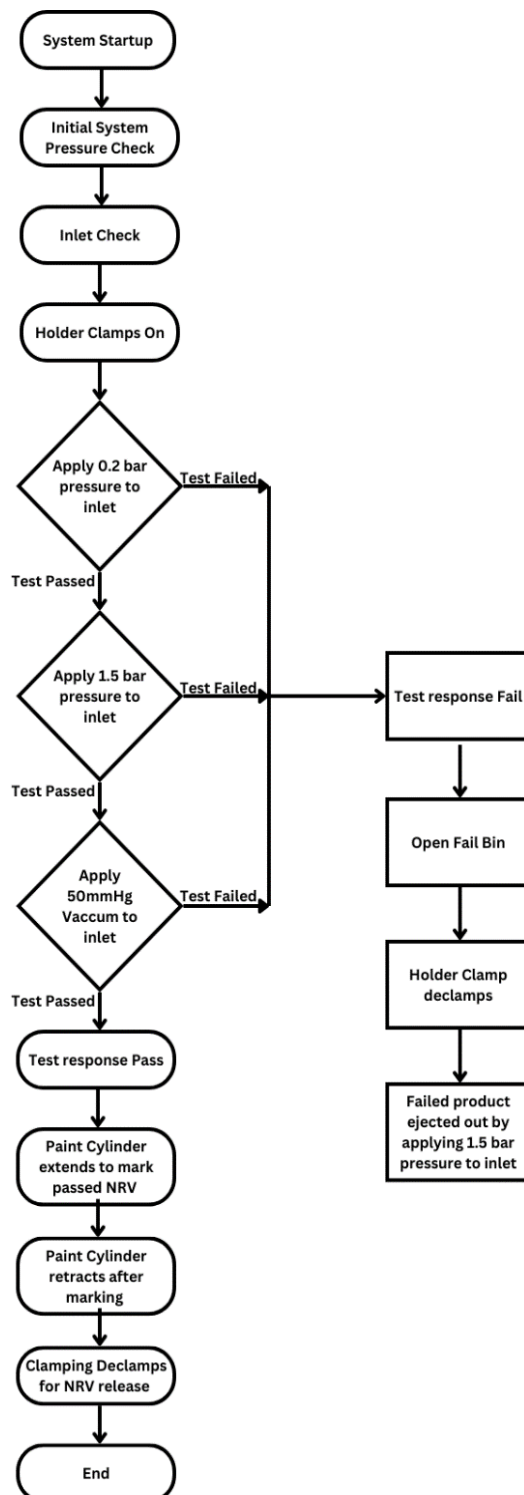 System Startup
Initial System
Pressure Check
Inlet Check
Holder Clamps On
Apply 0.2 bar
pressure to
inlet
Test Failed
Test Passed
Apply 1.5 bar
pressure to
inlet
Test Failed
Test Passed
Apply
50mmHg
Vaccum to
inlet
Test Failed
Test Passed
Test response Pass
Paint Cylinder
extends to mark
passed NRV
Paint Cylinder
retracts after
marking
Clamping Declamps
for NRV release
End
Test response Fail
Open Fail Bin
Holder Clamp
declamps
Failed product
ejected out by
applying 1.5 bar
pressure to inlet